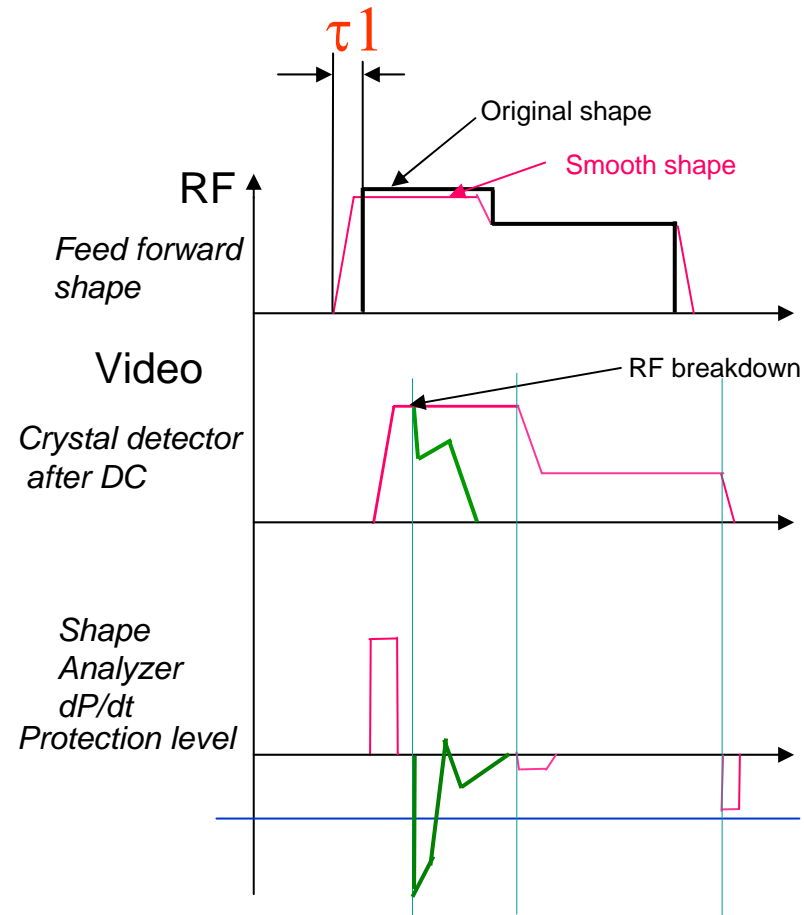 τ1
Original shape
Smooth shape
RF
Feed forward
shape
Video
RF breakdown
Crystal detector
after DC
Shape
Analyzer
dP/dt
Protection level